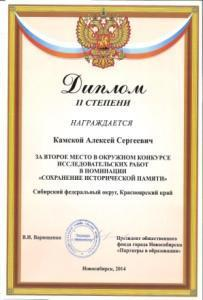 Диплом
II СТЕПЕНИ
НАГРАЖДАЕТСЯ
Камской Алексей Сергеевич
ЗА ВТОРОЕ МЕСТО В ОКРУЖНОМ КОНКУРСЕ
ИССЛЕДОВАТЕЛЬСКИХ РАБОТ
В НОМИНАЦИИ
«СОХРАНЕНИЕ ИСТОРИЧЕСКОЙ ПАМЯТИ»
Сибирский федеральный округ, Красноярский край
Президент общественного
фонда города Новосибирска
«Партнеры в образовании»
Новосибирск, 2014